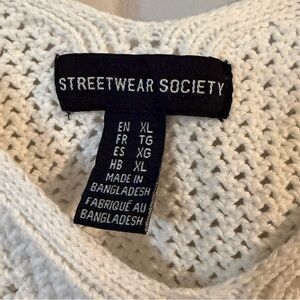 STREETWEAR SOCIETY
EN XL
FR TG
ES XG
HB XL
MADE IN
BANGLADESH
FABRIQUÉ AU
BANGLADESH